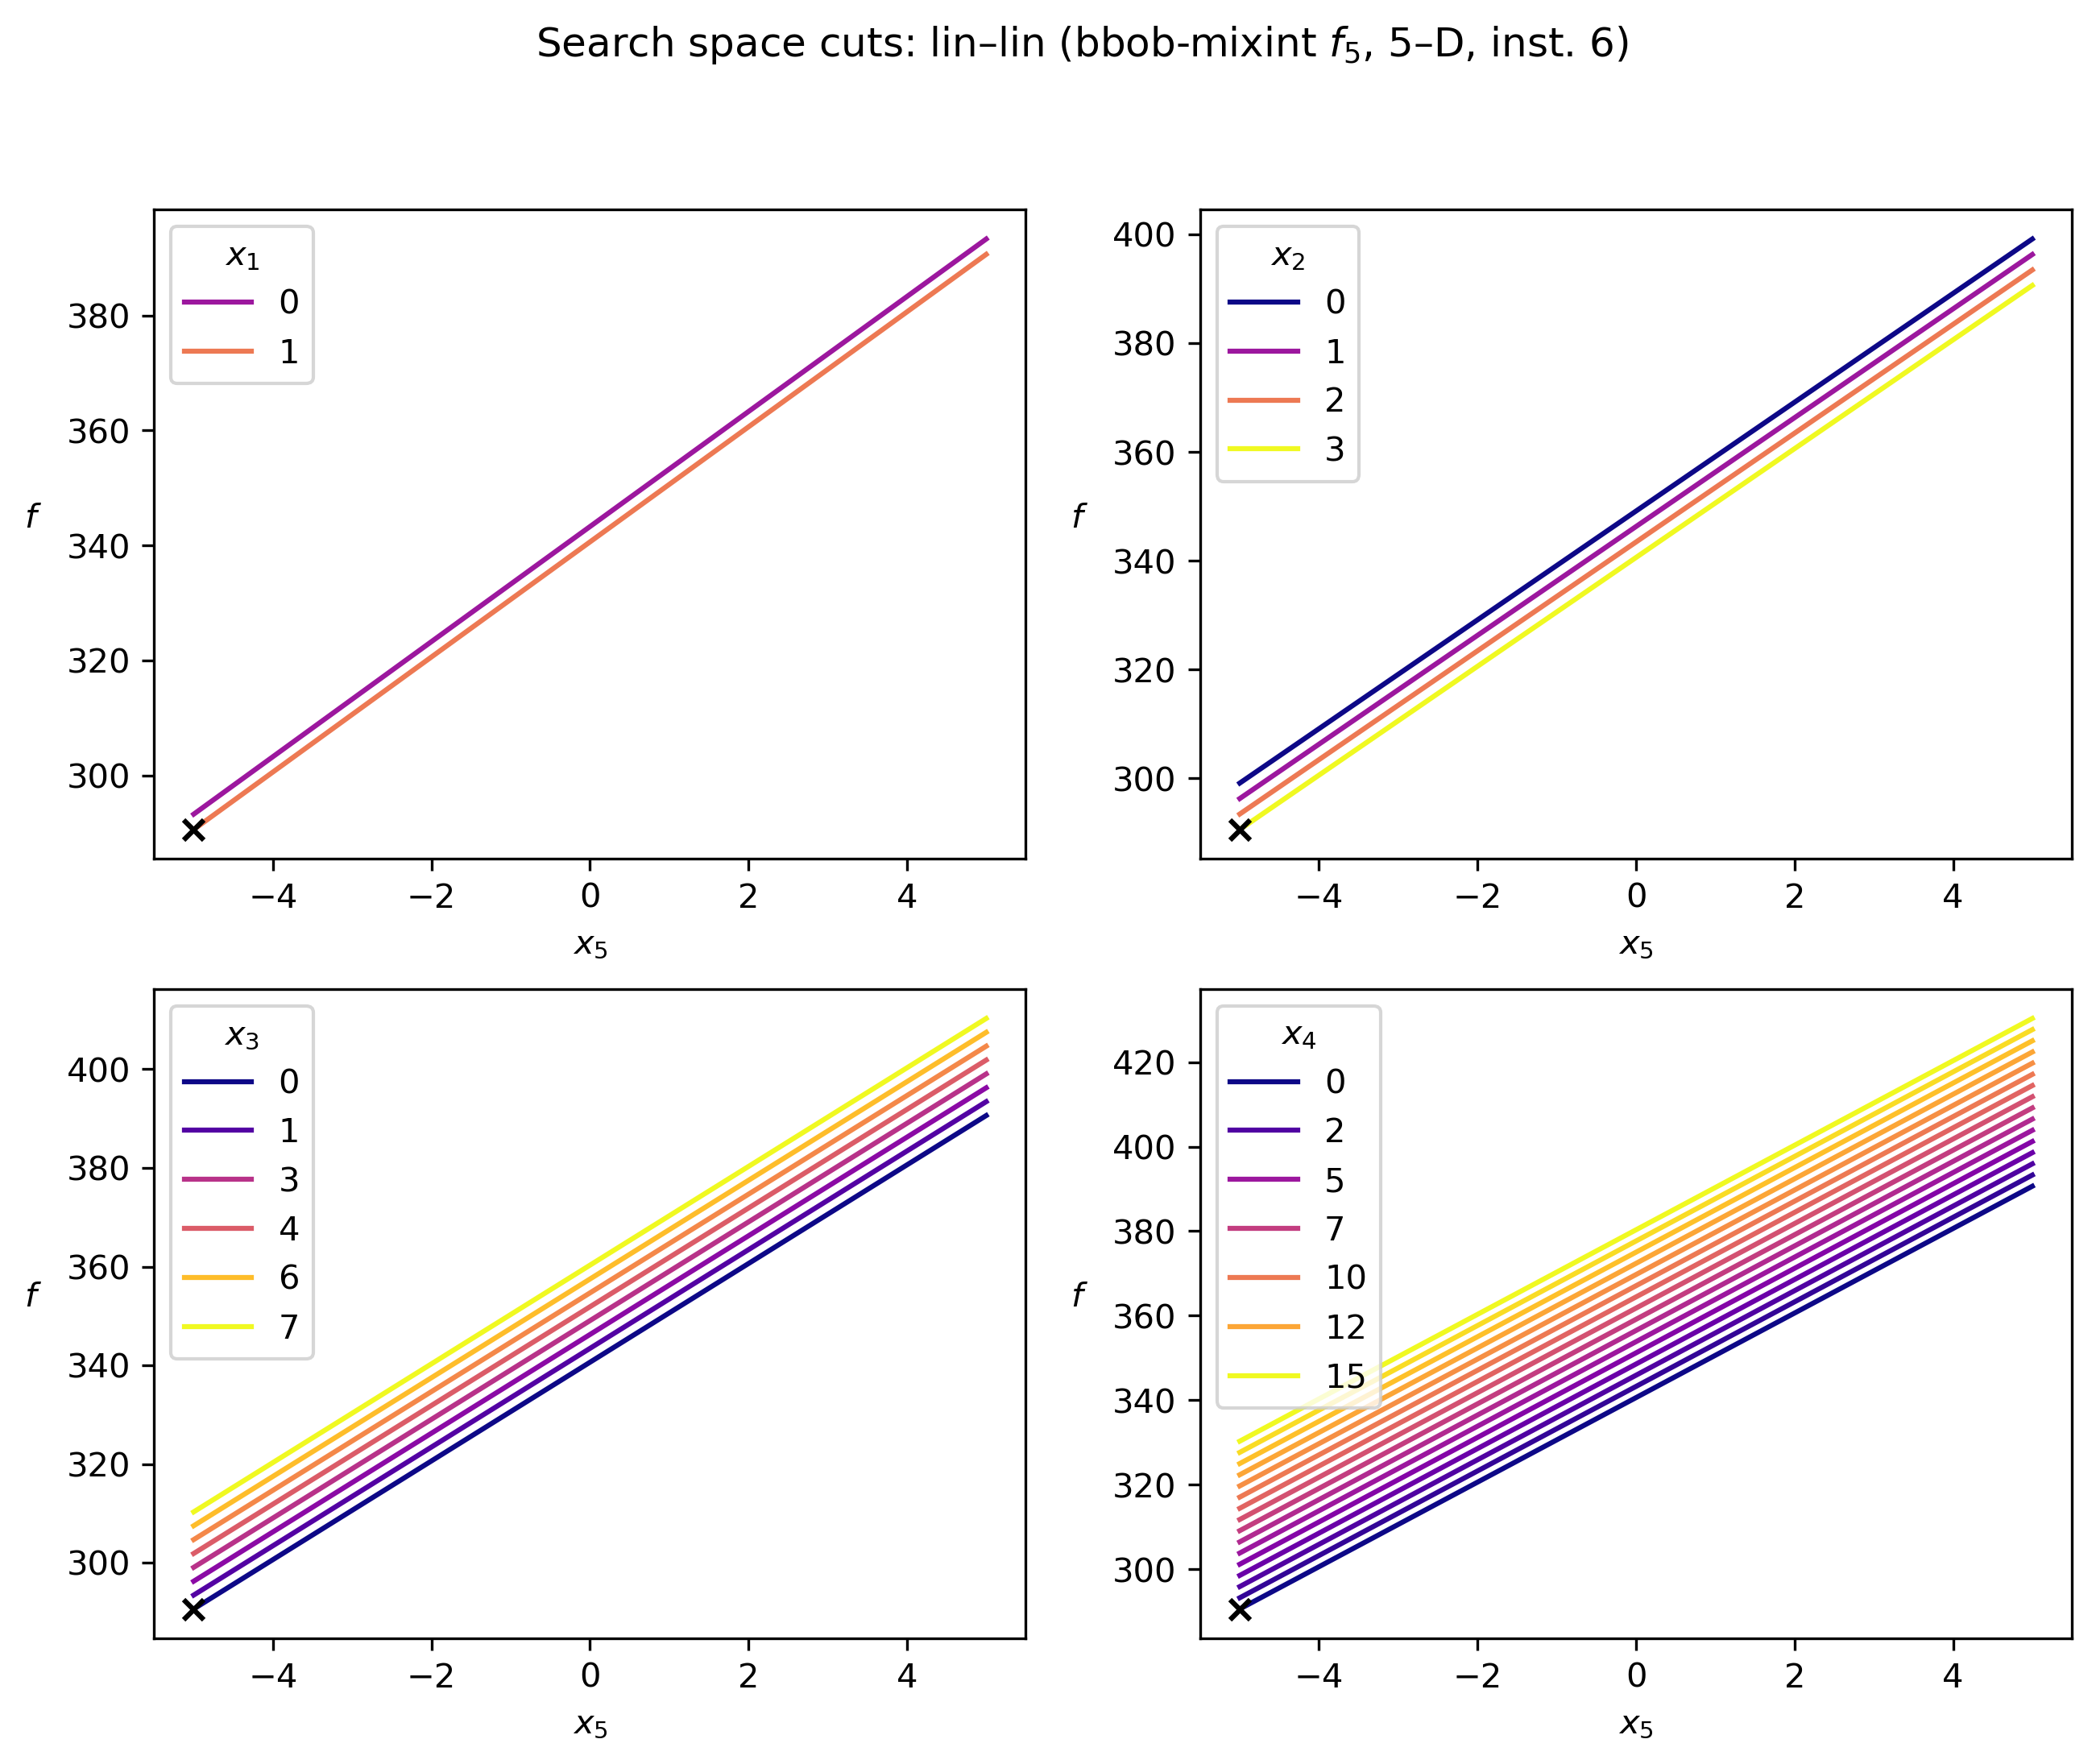 Search space cuts: lin–lin (bbob-mixint f₅, 5–D, inst. 6)
x₁
0
1
380
360
340
320
300
f
−4 −2 0 2 4
x₅
x₂
0
1
2
3
400
380
360
340
320
300
f
−4 −2 0 2 4
x₅
x₃
0
1
3
4
6
7
400
380
360
340
320
300
f
−4 −2 0 2 4
x₅
x₄
0
2
5
7
10
12
15
420
400
380
360
340
320
300
f
−4 −2 0 2 4
x₅